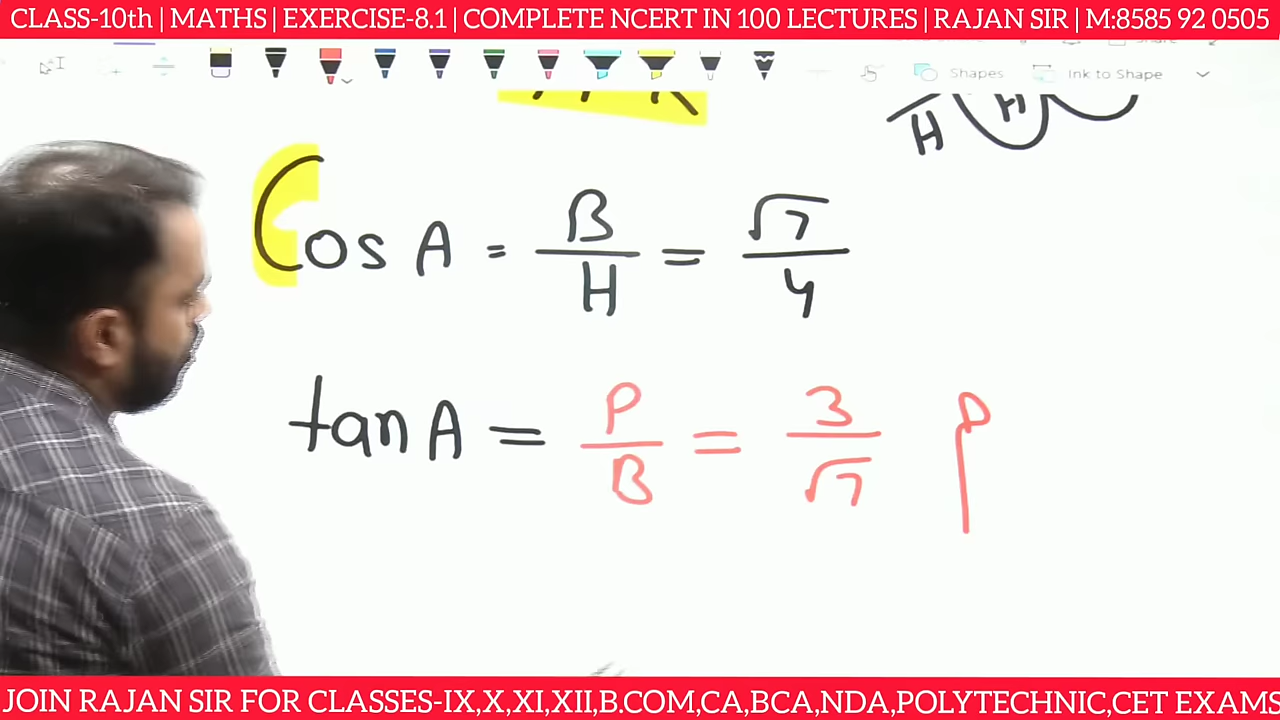 CLASS-10th | MATHS | EXERCISE-8.1 | COMPLETE NCERT IN 100 LECTURES | RAJAN SIR | M:8585 92 0505
Shapes
Ink to Shape
H H
Cos A = B/H = √7/4
tan A = P/B = 3/√7 P
JOIN RAJAN SIR FOR CLASSES-IX,X,XI,XII,B.COM,CA,BCA,NDA,POLYTECHNIC,CET EXAMS